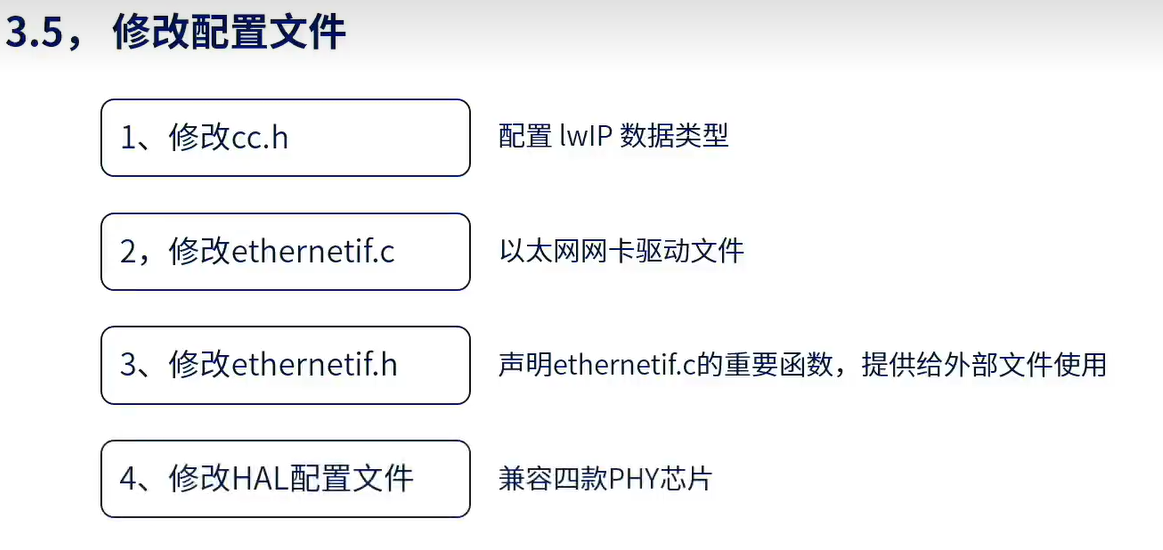 3.5， 修改配置文件
1、修改cc.h
配置 lwIP 数据类型
2，修改ethernetif.c
以太网网卡驱动文件
3、修改ethernetif.h
声明ethernetif.c的重要函数，提供给外部文件使用
4、修改HAL配置文件
兼容四款PHY芯片